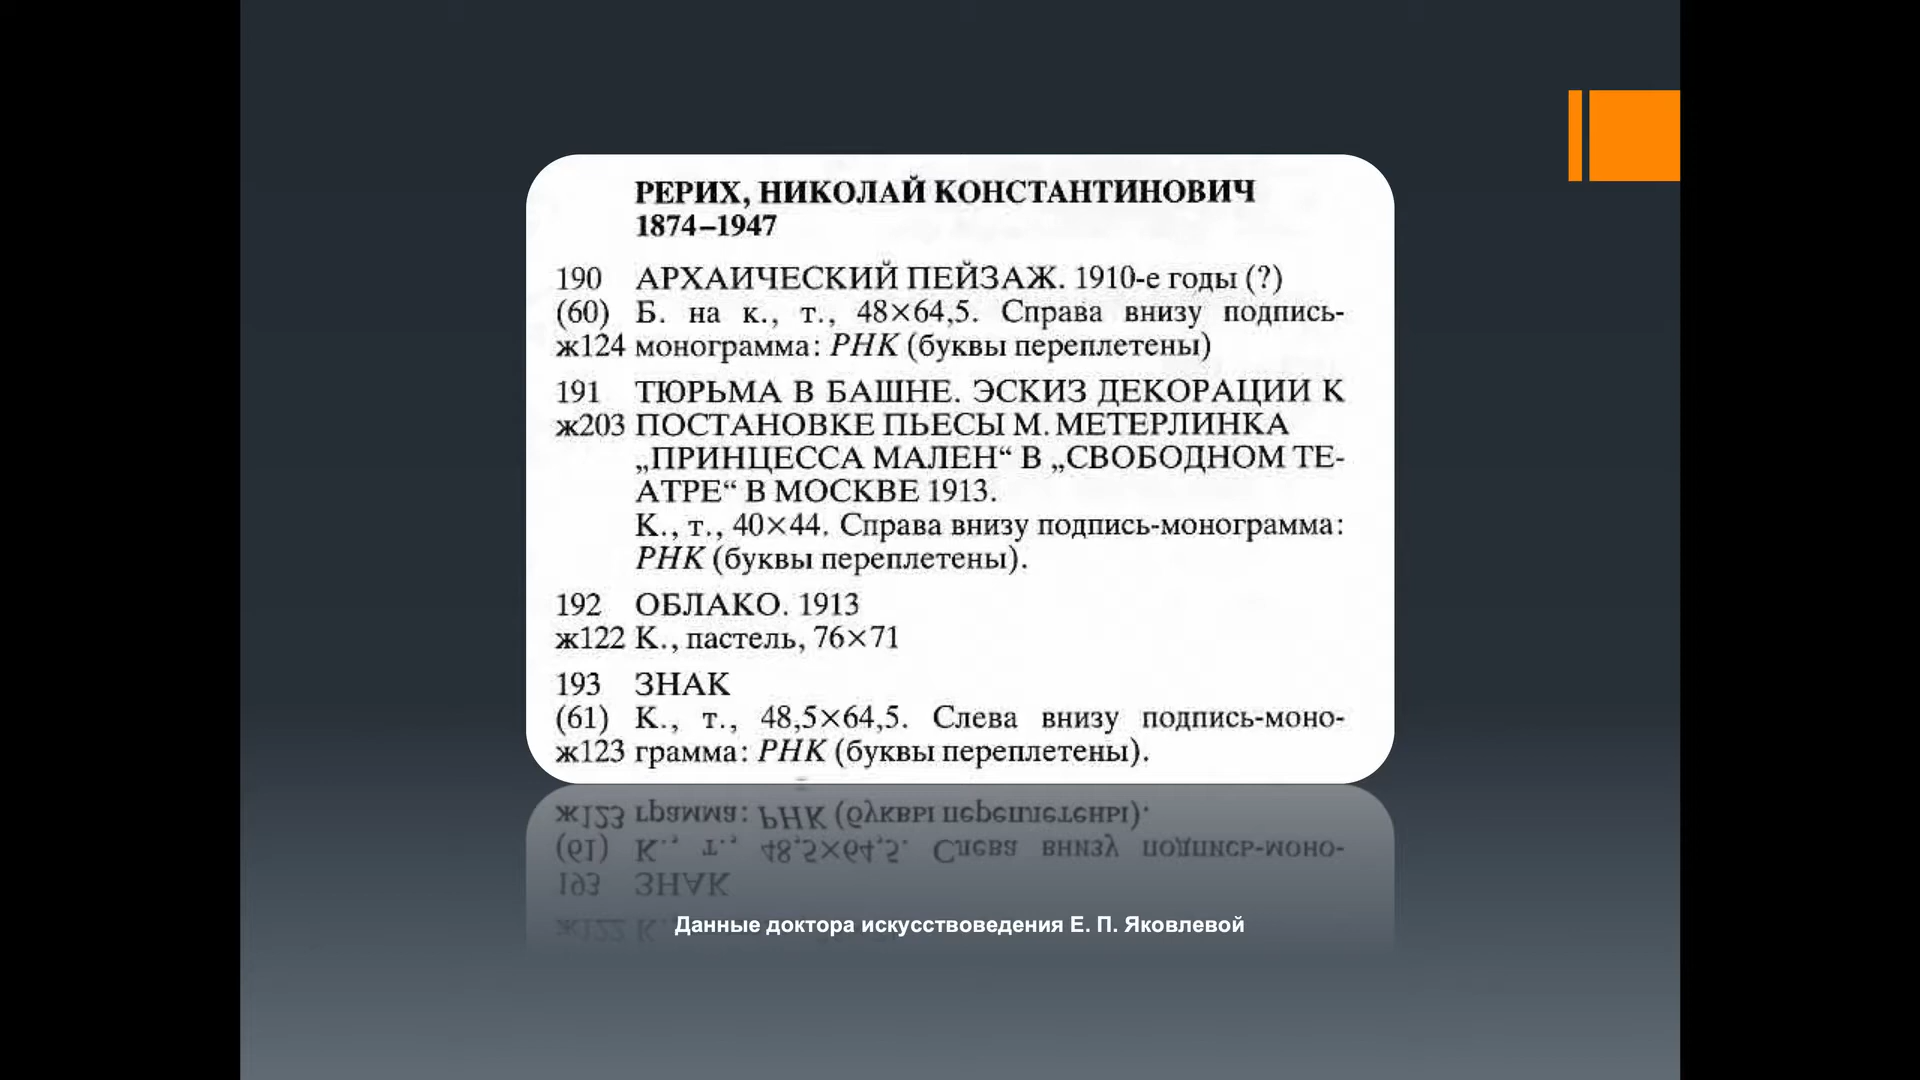 РЕРИХ, НИКОЛАЙ КОНСТАНТИНОВИЧ
1874–1947
190 АРХАИЧЕСКИЙ ПЕЙЗАЖ. 1910-е годы (?)
(60) Б. на к., т., 48×64,5. Справа внизу подпись-
ж124 монограмма: РНК (буквы переплетены)
191 ТЮРЬМА В БАШНЕ. ЭСКИЗ ДЕКОРАЦИИ К
ж203 ПОСТАНОВКЕ ПЬЕСЫ М. МЕТЕРЛИНКА
„ПРИНЦЕССА МАЛЕН“ В „СВОБОДНОМ ТЕ-
АТРЕ“ В МОСКВЕ 1913.
К., т., 40×44. Справа внизу подпись-монограмма:
РНК (буквы переплетены).
192 ОБЛАКО. 1913
ж122 К., пастель, 76×71
193 ЗНАК
(61) К., т., 48,5×64,5. Слева внизу подпись-моно-
ж123 грамма: РНК (буквы переплетены).
Данные доктора искусствоведения Е. П. Яковлевой